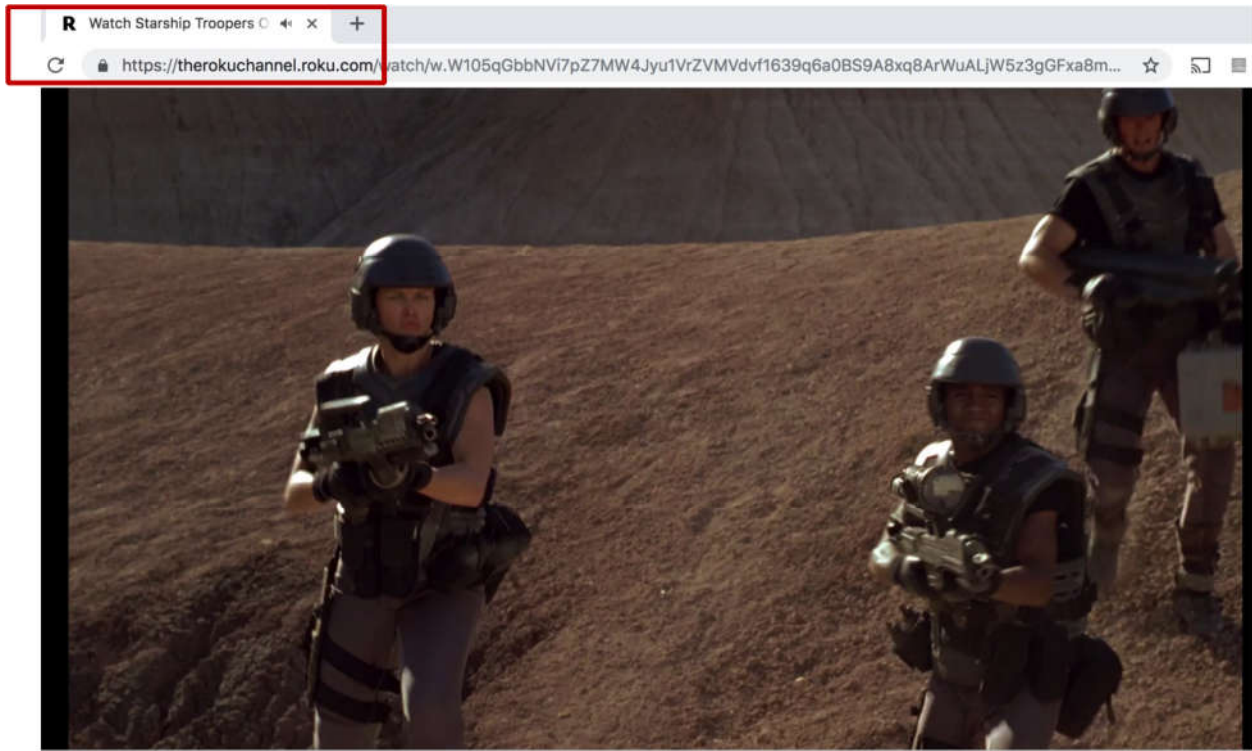 R Watch Starship Troopers O
https://therokuchannel.roku.com/watch/w.W105qGbbNVi7pZ7MW4Jyu1VrZVMVdvf1639q6a0BS9A8xq8ArWuALjW5z3gGFxa8m...